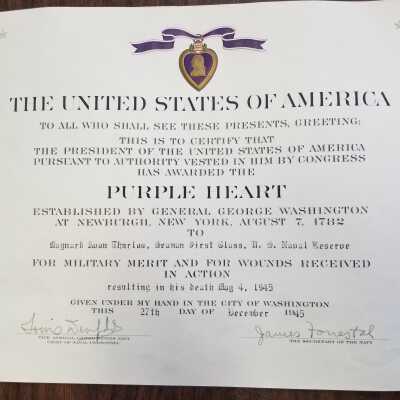 THE UNITED STATES OF AMERICA
TO ALL WHO SHALL SEE THESE PRESENTS, GREETING:
THIS IS TO CERTIFY THAT
THE PRESIDENT OF THE UNITED STATES OF AMERICA
PURSUANT TO AUTHORITY VESTED IN HIM BY CONGRESS
HAS AWARDED THE
PURPLE HEART
ESTABLISHED BY GENERAL GEORGE WASHINGTON
AT NEWBURGH, NEW YORK, AUGUST 7, 1782
TO
Seaman First Class, U. S. Naval Reserve
FOR MILITARY MERIT AND FOR WOUNDS RECEIVED
IN ACTION
resulting in his death May 4, 1945
GIVEN UNDER MY HAND IN THE CITY OF WASHINGTON
THIS 27th DAY OF December 1945
James Forrestal
THE SECRETARY OF THE NAVY